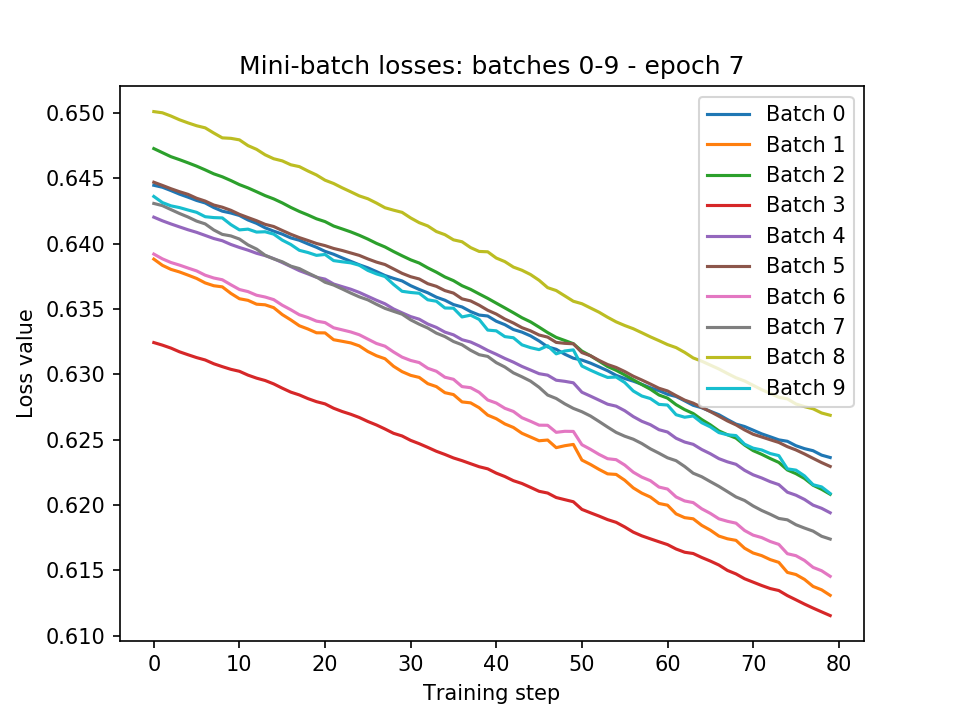 Mini-batch losses: batches 0-9 - epoch 7
Loss value
0.650
0.645
0.640
0.635
0.630
0.625
0.620
0.615
0.610
Batch 0
Batch 1
Batch 2
Batch 3
Batch 4
Batch 5
Batch 6
Batch 7
Batch 8
Batch 9
0 10 20 30 40 50 60 70 80
Training step